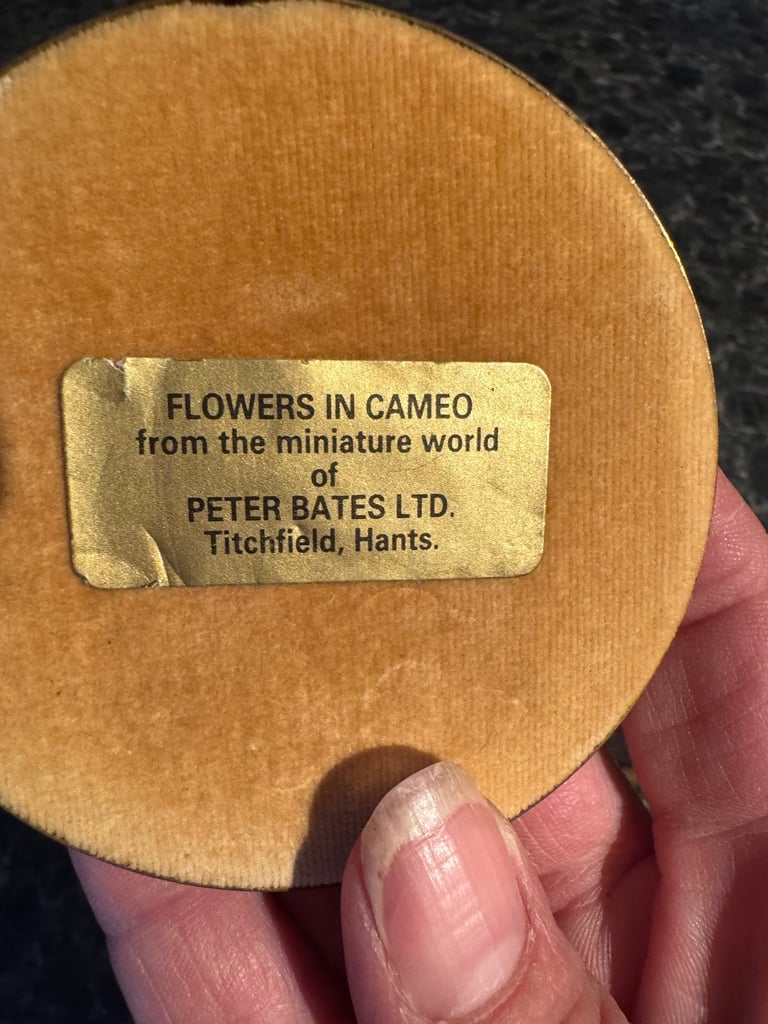 FLOWERS IN CAMEO
from the miniature world
of
PETER BATES LTD.
Titchfield, Hants.